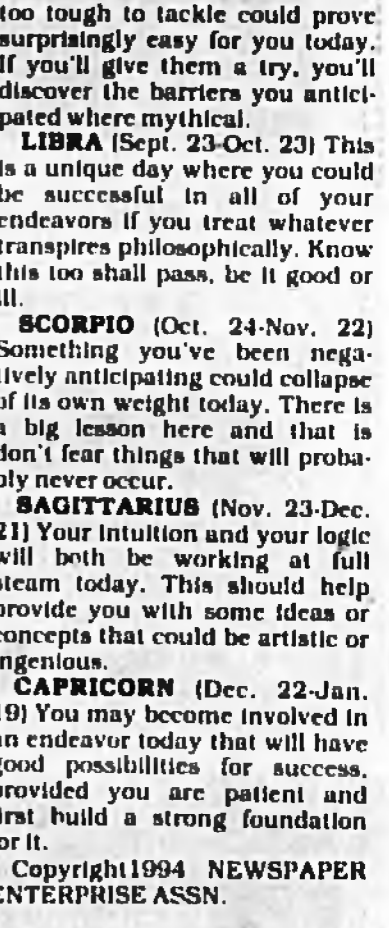 too tough to tackle could prove
surprisingly easy for you today.
If you'll give them a try, you'll
discover the barriers you antici-
pated where mythical.
LIBRA (Sept. 23-Oct. 23) This
is a unique day where you could
be successful in all of your
endeavors if you treat whatever
transpires philosophically. Know
this too shall pass, be it good or
ill.
SCORPIO (Oct. 24-Nov. 22)
Something you've been nega-
tively anticipating could collapse
of its own weight today. There is
a big lesson here and that is
don't fear things that will proba-
bly never occur.
SAGITTARIUS (Nov. 23-Dec.
21) Your intuition and your logic
will both be working at full
steam today. This should help
provide you with some ideas or
concepts that could be artistic or
ingenious.
CAPRICORN (Dec. 22-Jan.
19) You may become involved in
an endeavor today that will have
good possibilities for success,
provided you are patient and
first build a strong foundation
for it.
Copyright1994 NEWSPAPER
ENTERPRISE ASSN.